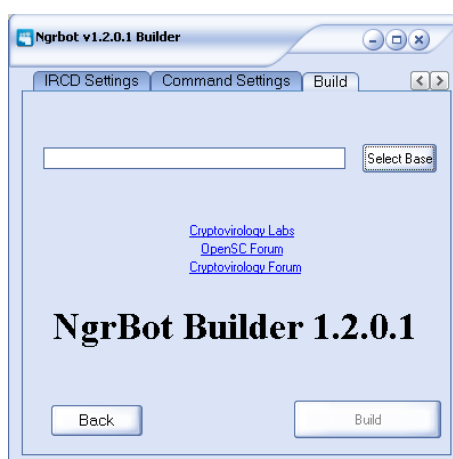 Ngrbot v1.2.0.1 Builder
IRCD Settings Command Settings Build
Select Base
Cryptovirology Labs
OpenSC Forum
Cryptovirology Forum
NgrBot Builder 1.2.0.1
Back Build